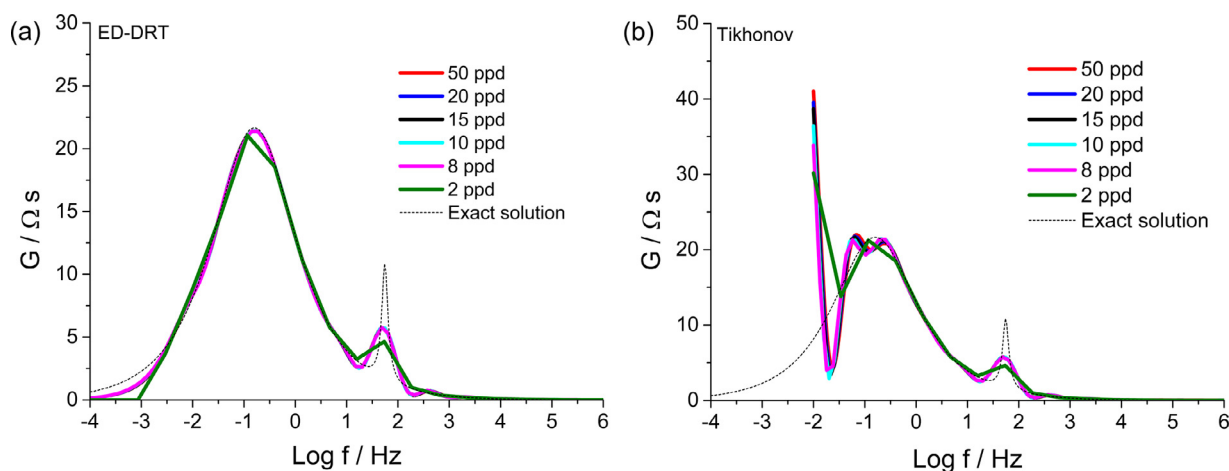 (a)
ED-DRT
30
25
20
15
10
5
0
G / Ω s
50 ppd
20 ppd
15 ppd
10 ppd
8 ppd
2 ppd
Exact solution
-4 -3 -2 -1 0 1 2 3 4 5 6
Log f / Hz
(b)
Tikhonov
50
40
30
20
10
0
G / Ω s
50 ppd
20 ppd
15 ppd
10 ppd
8 ppd
2 ppd
Exact solution
-4 -3 -2 -1 0 1 2 3 4 5 6
Log f / Hz